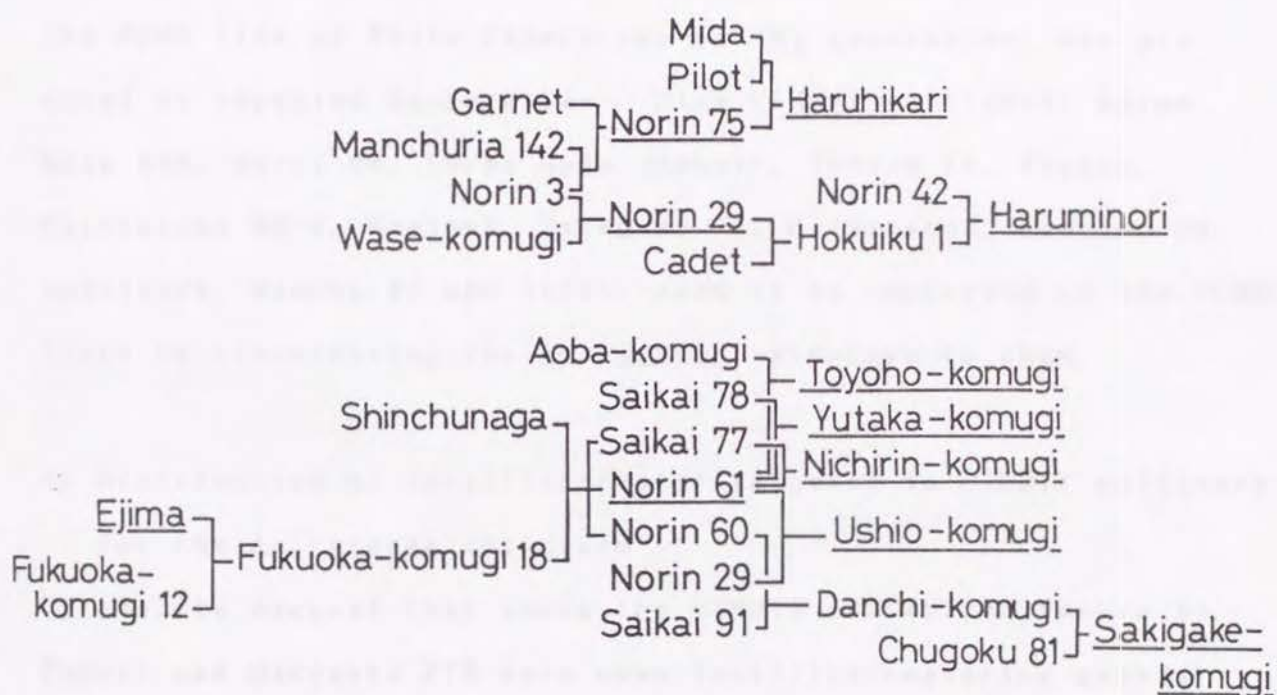 Mida
Pilot
Garnet
Haruhikari
Norin 75
Manchuria 142
Norin 3
Norin 42
Norin 29
Haruminori
Wase-komugi
Hokuiku 1
Cadet
Aoba-komugi
Toyoho-komugi
Saikai 78
Shinchunaga
Yutaka-komugi
Saikai 77
Nichirin-komugi
Norin 61
Ejima
Norin 60
Ushio-komugi
Fukuoka-komugi 18
Fukuoka-
komugi 12
Norin 29
Danchi-komugi
Saikai 91
Chugoku 81
Sakigake-
komugi